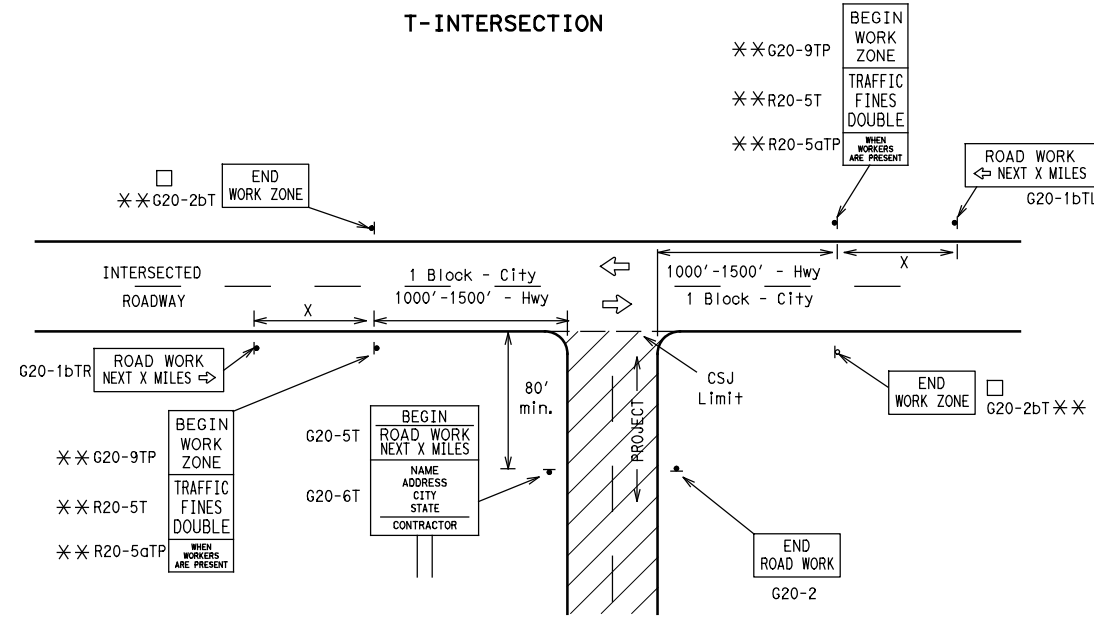 T-INTERSECTION
BEGIN
WORK
ZONE
TRAFFIC
FINES
DOUBLE
WHEN
WORKERS
ARE PRESENT
**G20-9TP
**R20-5T
**R20-5aTP
ROAD WORK
⇦ NEXT X MILES
G20-1bTL
□
**G20-2bT
END
WORK ZONE
INTERSECTED
ROADWAY
X
1 Block - City
1000'-1500' - Hwy
1000'-1500' - Hwy
1 Block - City
X
G20-1bTR
ROAD WORK
NEXT X MILES ⇨
80'
min.
CSJ
Limit
PROJECT
END
WORK ZONE
□
G20-2bT**
**G20-9TP
**R20-5T
**R20-5aTP
BEGIN
WORK
ZONE
TRAFFIC
FINES
DOUBLE
WHEN
WORKERS
ARE PRESENT
G20-5T
G20-6T
BEGIN
ROAD WORK
NEXT X MILES
NAME
ADDRESS
CITY
STATE
CONTRACTOR
END
ROAD WORK
G20-2